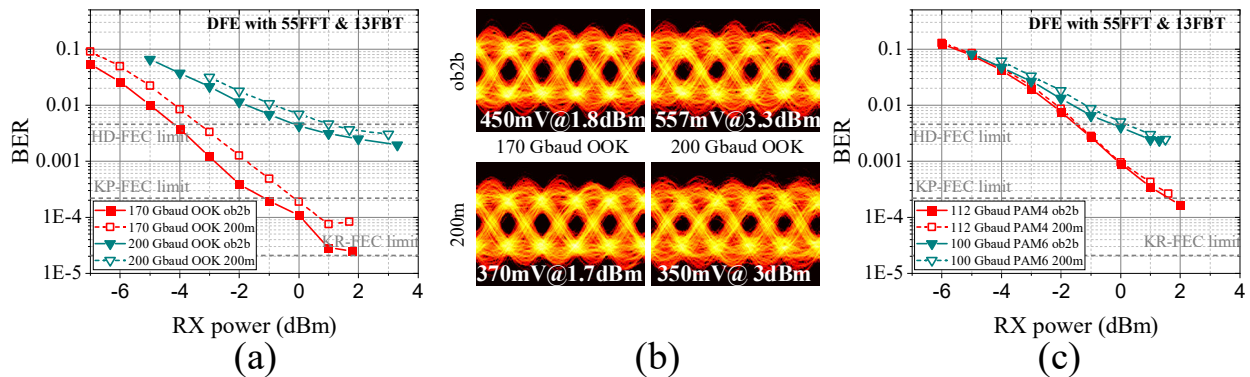 DFE with 55FFT & 13FBT
0.1
0.01
0.001
1E-4
1E-5
BER
HD-FEC limit
KP-FEC limit
KR-FEC limit
170 Gbaud OOK ob2b
170 Gbaud OOK 200m
200 Gbaud OOK ob2b
200 Gbaud OOK 200m
-6 -4 -2 0 2 4
RX power (dBm)
(a)
ob2b
450mV@1.8dBm
557mV@3.3dBm
170 Gbaud OOK
200 Gbaud OOK
200m
370mV@1.7dBm
350mV@ 3dBm
(b)
DFE with 55FFT & 13FBT
0.1
0.01
0.001
1E-4
1E-5
BER
HD-FEC limit
KP-FEC limit
KR-FEC limit
112 Gbaud PAM4 ob2b
112 Gbaud PAM4 200m
100 Gbaud PAM6 ob2b
100 Gbaud PAM6 200m
-6 -4 -2 0 2 4
RX power (dBm)
(c)